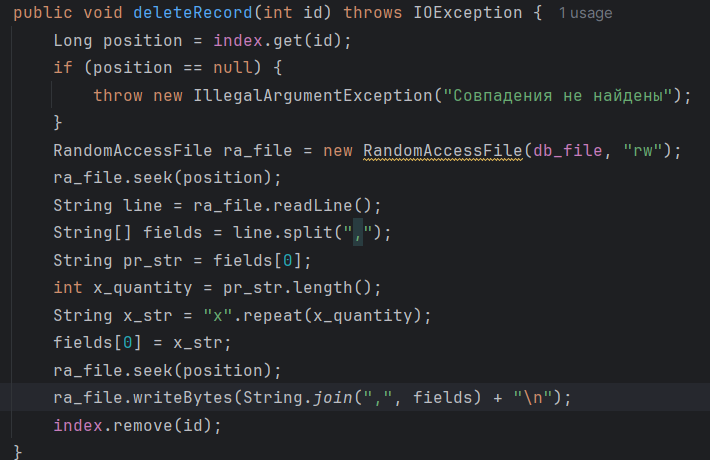 public void deleteRecord(int id) throws IOException { 1 usage
Long position = index.get(id);
if (position == null) {
throw new IllegalArgumentException("Совпадения не найдены");
}
RandomAccessFile ra_file = new RandomAccessFile(db_file, "rw");
ra_file.seek(position);
String line = ra_file.readLine();
String[] fields = line.split(",");
String pr_str = fields[0];
int x_quantity = pr_str.length();
String x_str = "x".repeat(x_quantity);
fields[0] = x_str;
ra_file.seek(position);
ra_file.writeBytes(String.join(",", fields) + "\n");
index.remove(id);
}